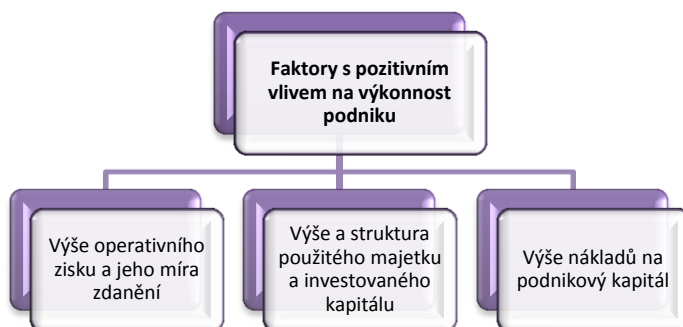 Faktory s pozitivním
vlivem na výkonnost
podniku
Výše operativního
zisku a jeho míra
zdanění
Výše a struktura
použitého majetku
a investovaného
kapitálu
Výše nákladů na
podnikový kapitál